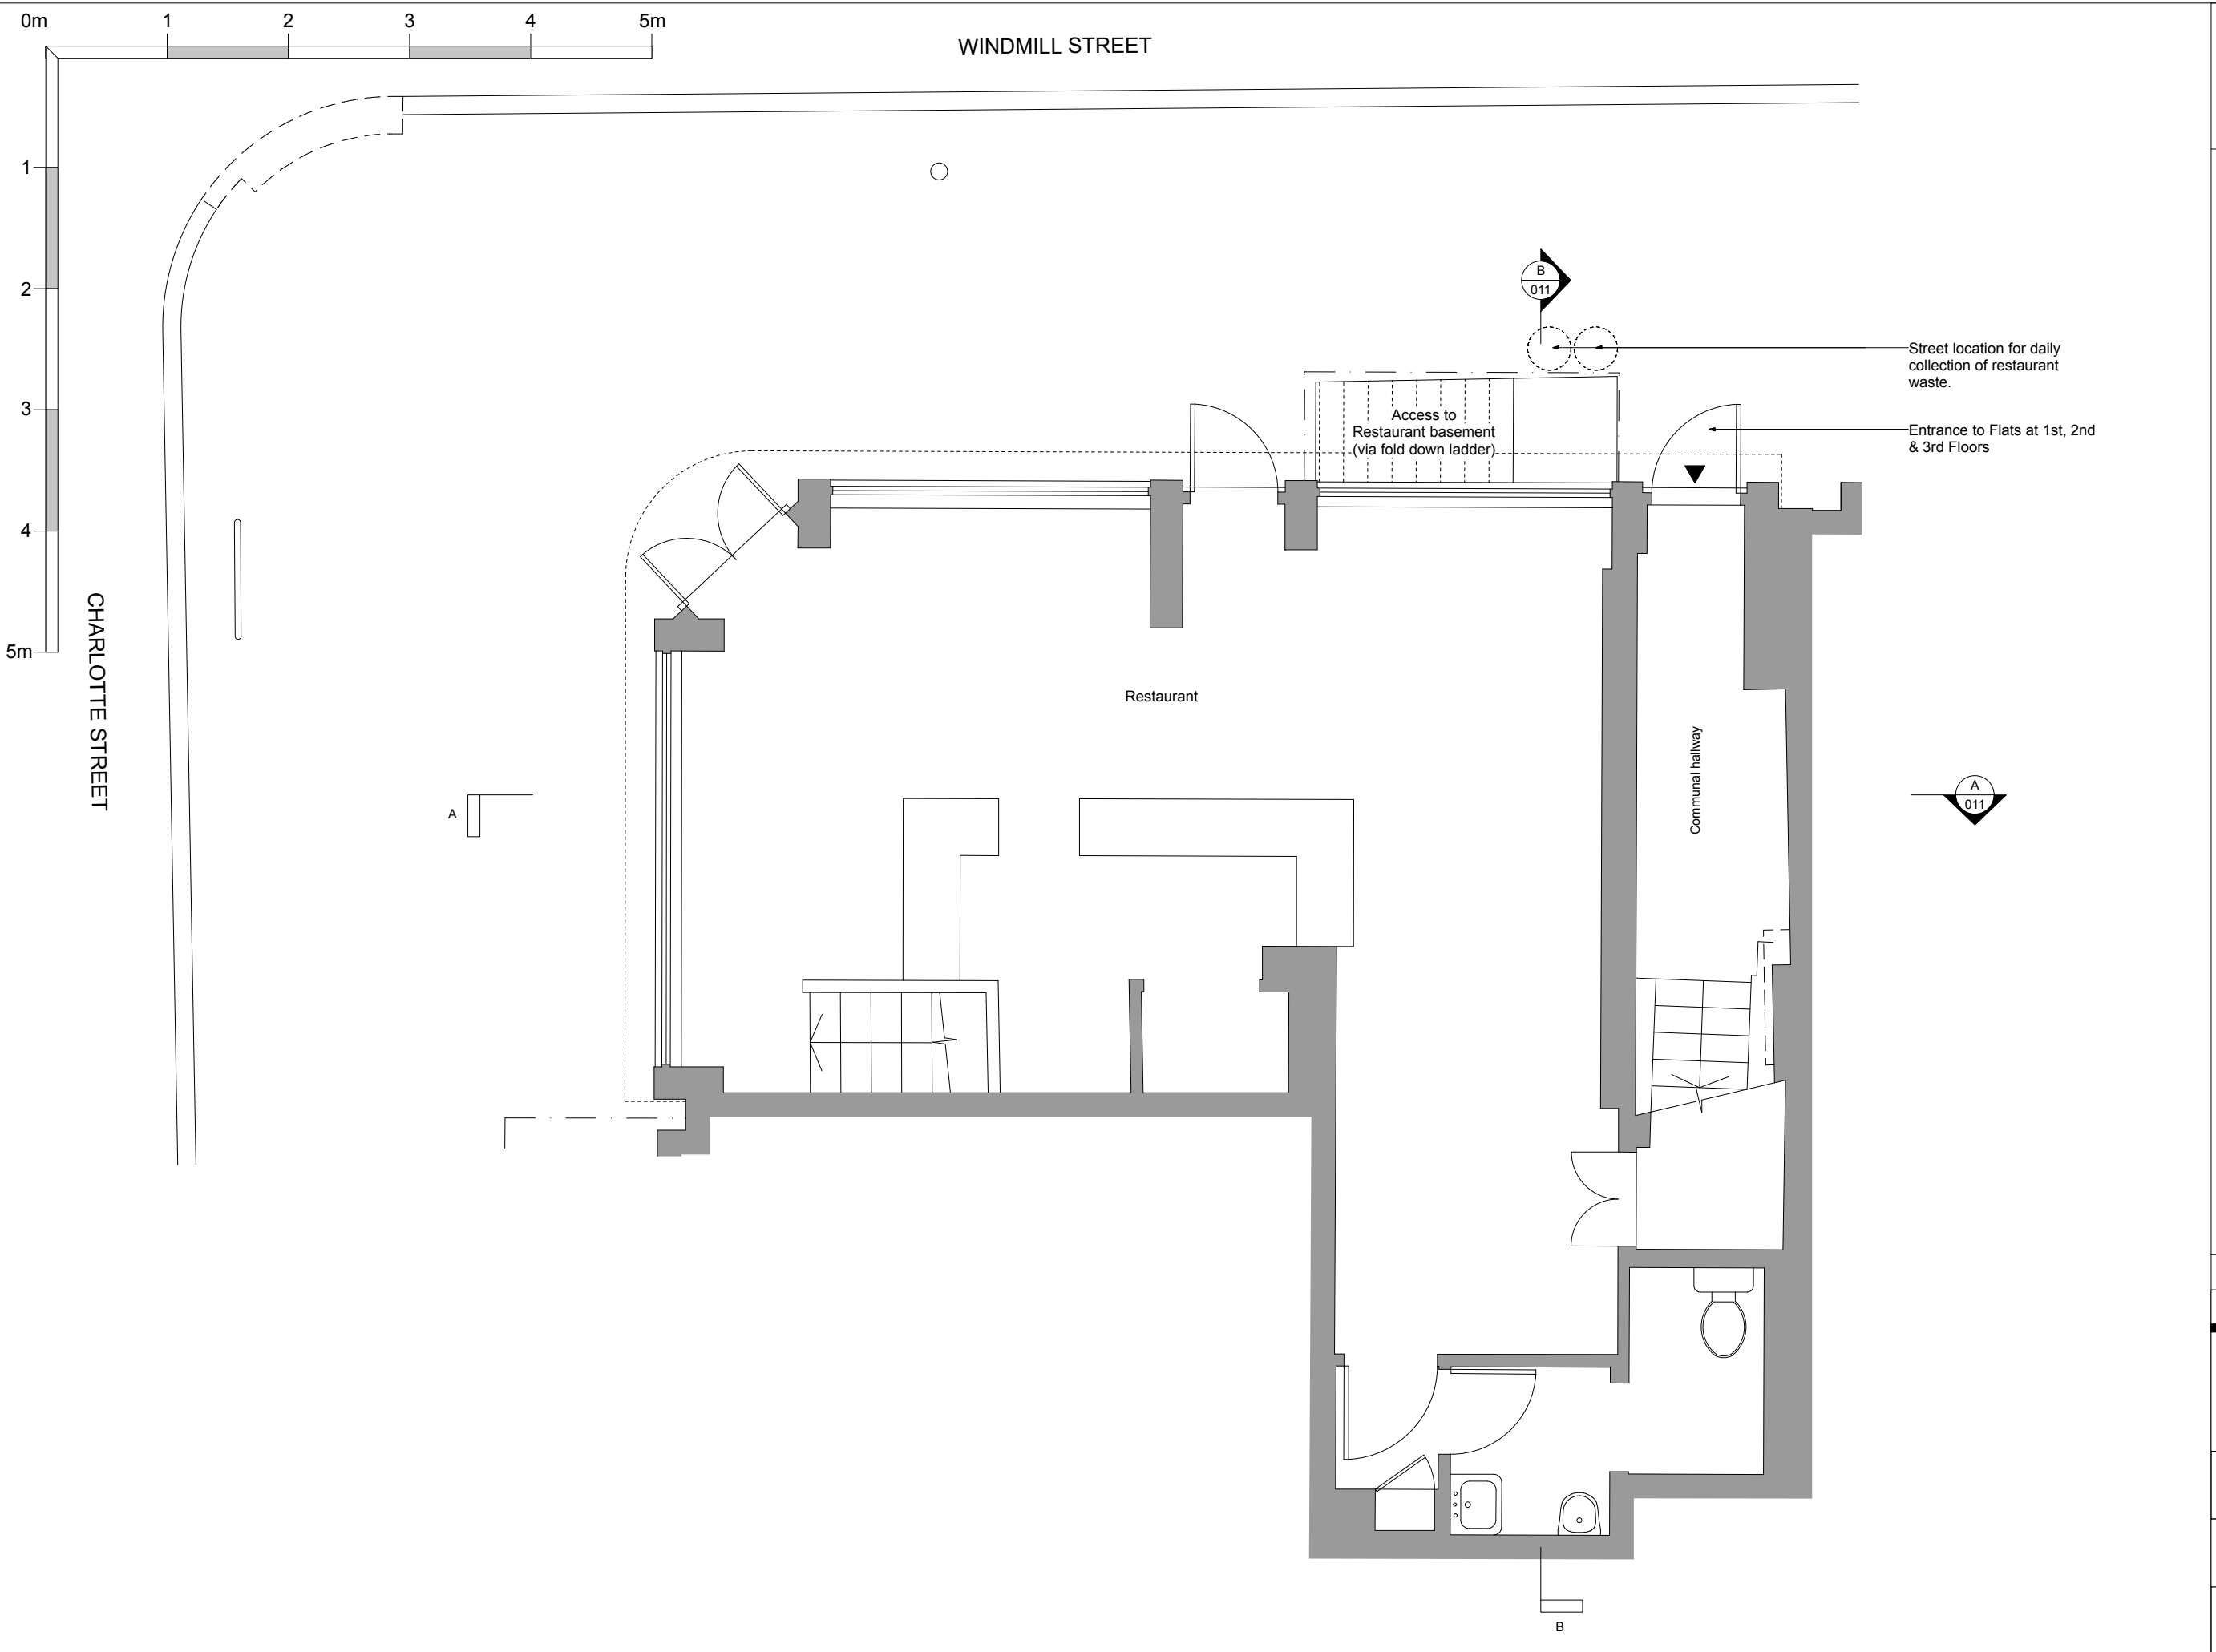 0m 1 2 3 4 5m
WINDMILL STREET
1
2
3
4
5m
CHARLOTTE STREET
B
011
Street location for daily
collection of restaurant
waste.
Access to
Restaurant basement
(via fold down ladder)
Entrance to Flats at 1st, 2nd
& 3rd Floors
Restaurant
Communal hallway
A
A
011
B